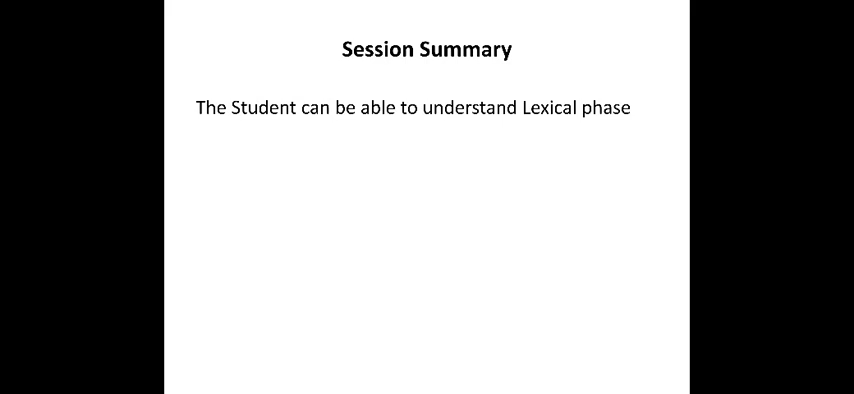 Session Summary
The Student can be able to understand Lexical phase